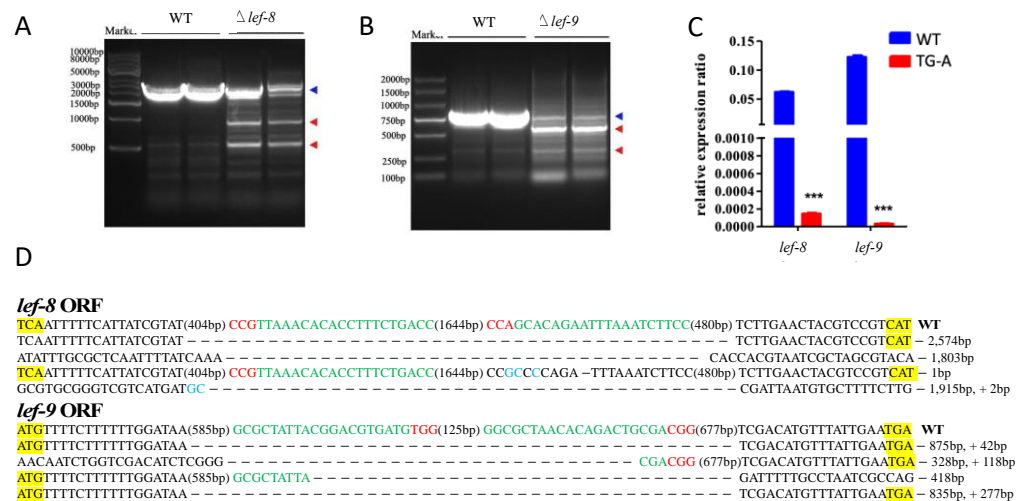 A
WT
Δ lef-8
Marke.
10000bp
8000bp
5000bp
3000bp
2000bp
1500bp
1000bp
500bp
B
WT
Δ lef-9
Mark.
2000bp
1500bp
1000bp
750bp
500bp
250bp
100bp
C
WT
TG-A
relative expression ratio
0.15
0.10
0.05
0.0010
0.0008
0.0006
0.0004
0.0002
0.0000
***
***
lef-8
lef-9
D
lef-8 ORF
TCAATTTTTCATTATCGTAT(404bp) CCGTTAAACACACCTTTCTGACC(1644bp) CCAGCACAGAATTTAAATCTTCC(480bp) TCTTGAACTACGTCCGTCAT WT
TCAATTTTTCATTATCGTAT – TCTTGAACTACGTCCGTCAT – 2,574bp
ATATTTGCGCTCAATTTTATCAAA – CACCACGTAATCGCTAGCGTACA – 1,803bp
TCAATTTTTCATTATCGTAT(404bp) CCGTTAAACACACCTTTCTGACC(1644bp) CCGCCCCAGA –TTTAAATCTTCC(480bp) TCTTGAACTACGTCCGTCAT – 1bp
GCGTGCGGGTCGTCATGATGC – CGATTAATGTGCTTTTCTTG – 1,915bp, + 2bp
lef-9 ORF
ATGTTTTCTTTTTTGGATAA(585bp) GCGCTATTACGGACGTGATGTGG(125bp) GGCGCTAACACAGACTGCGACGG(677bp)TCGACATGTTTATTGAATGA WT
ATGTTTTCTTTTTTGGATAA – TCGACATGTTTATTGAATGA – 875bp, + 42bp
AACAATCTGGTCGACATCTCGGG – CGACGG (677bp)TCGACATGTTTATTGAATGA – 328bp, + 118bp
ATGTTTTCTTTTTTGGATAA(585bp) GCGCTATTA – GATTTTTGCCTAATCGCCAG – 418bp
ATGTTTTCTTTTTTGGATAA – TCGACATGTTTATTGAATGA – 835bp, + 277bp